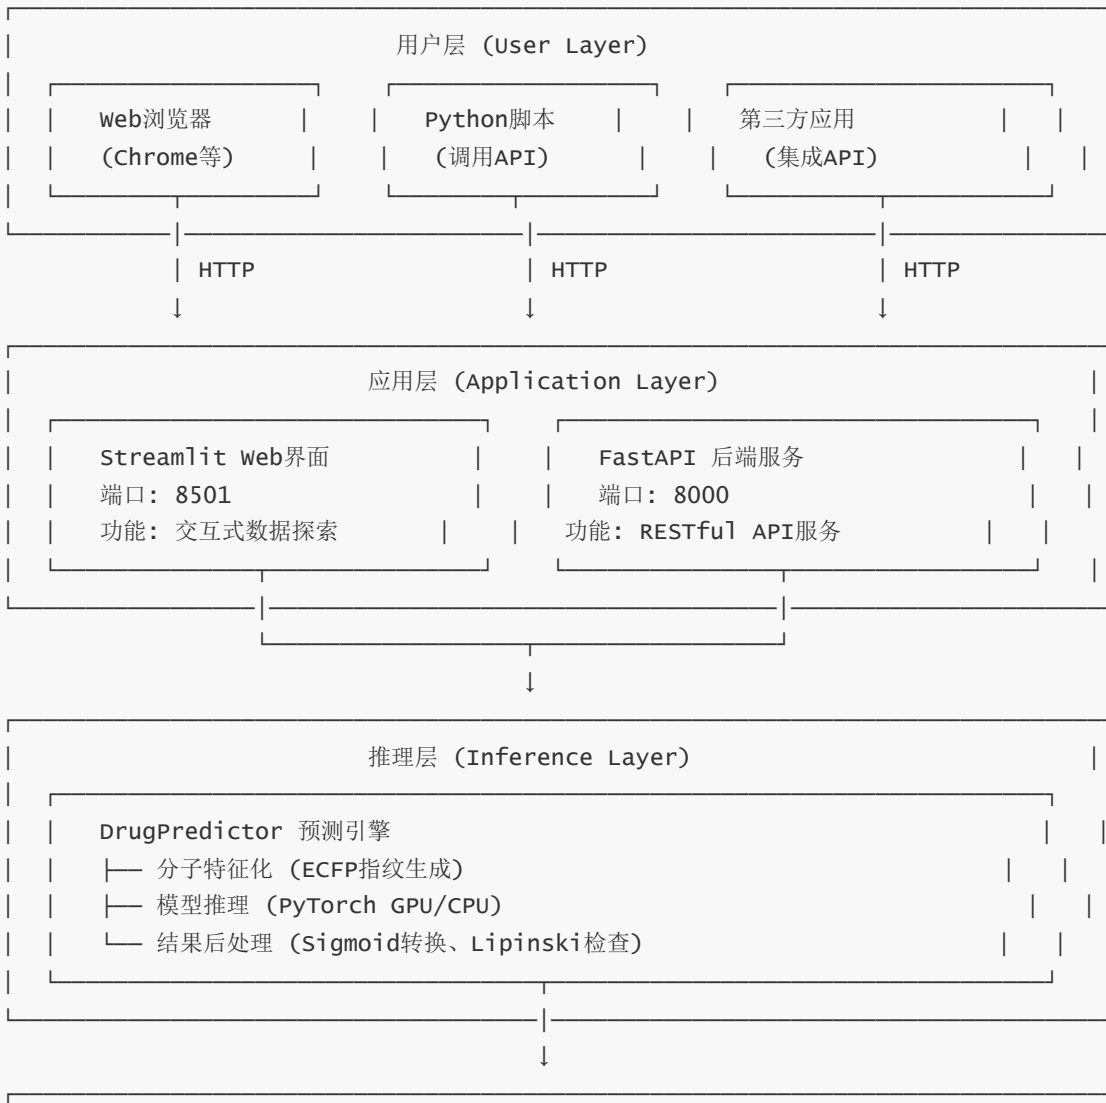 用户层 (User Layer)
Web浏览器 Python脚本 第三方应用
(Chrome等) (调用API) (集成API)
HTTP HTTP HTTP
↓ ↓ ↓
应用层 (Application Layer)
Streamlit Web界面 FastAPI 后端服务
端口: 8501 端口: 8000
功能: 交互式数据探索 功能: RESTful API服务
↓
推理层 (Inference Layer)
DrugPredictor 预测引擎
├── 分子特征化 (ECFP指纹生成)
├── 模型推理 (PyTorch GPU/CPU)
└── 结果后处理 (Sigmoid转换、Lipinski检查)
↓